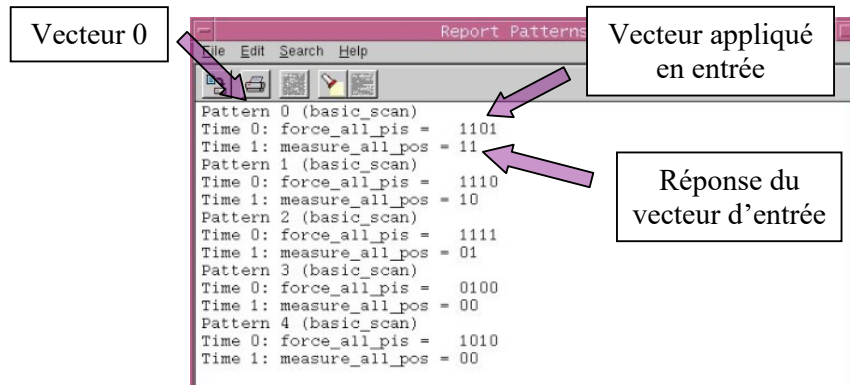 Vecteur 0
Report Patterns
Vecteur appliqué
en entrée
File Edit Search Help
Pattern 0 (basic_scan)
Time 0: force_all_pis = 1101
Time 1: measure_all_pos = 11
Pattern 1 (basic_scan)
Time 0: force_all_pis = 1110
Time 1: measure_all_pos = 10
Pattern 2 (basic_scan)
Time 0: force_all_pis = 1111
Time 1: measure_all_pos = 01
Pattern 3 (basic_scan)
Time 0: force_all_pis = 0100
Time 1: measure_all_pos = 00
Pattern 4 (basic_scan)
Time 0: force_all_pis = 1010
Time 1: measure_all_pos = 00
Réponse du
vecteur d’entrée